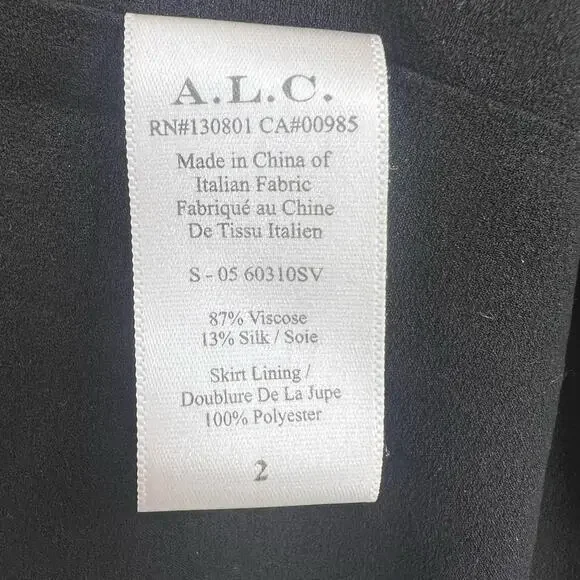 A.L.C.
RN#130801 CA#00985
Made in China of
Italian Fabric
Fabriqué au Chine
De Tissu Italien
S - 05 60310SV
87% Viscose
13% Silk / Soie
Skirt Lining /
Doublure De La Jupe
100% Polyester
2